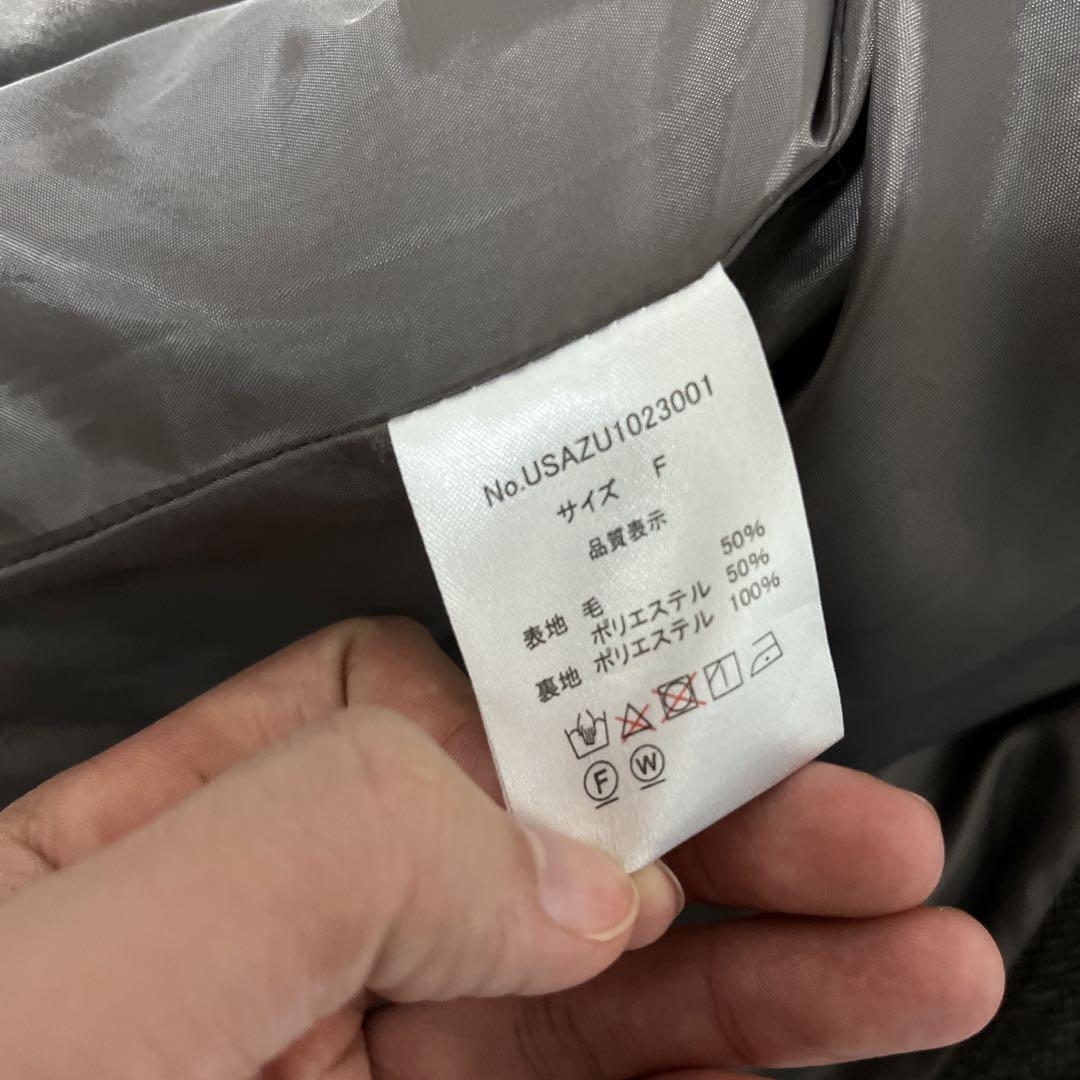 No.USAZU1023001
サイズ F
品質表示
表地 毛 50%
ポリエステル 50%
裏地 ポリエステル 100%
F W